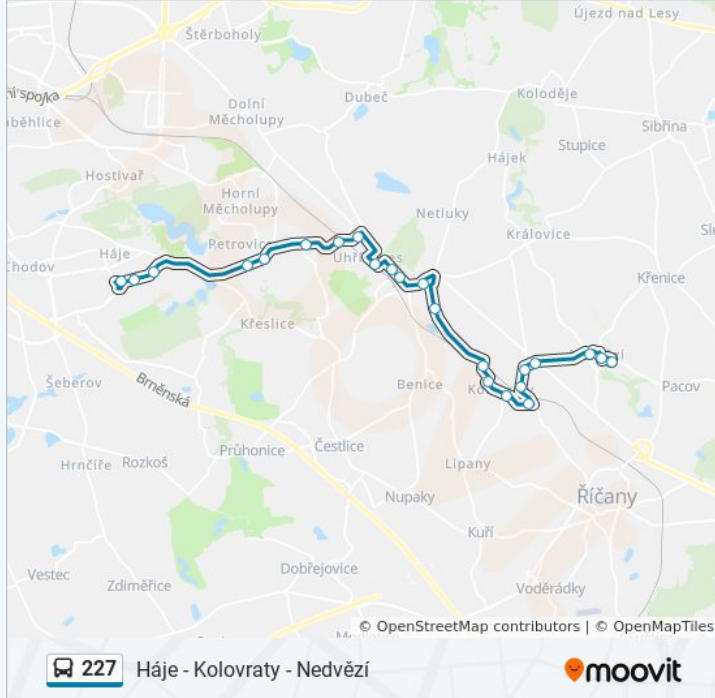 Újezd nad Lesy
Štěrboholy
ní spojka
Dubeč
Koloděje
Dolní
Měcholupy
áběhlice
Sibřina
Stupice
Hájek
Hostivař
Horní
Měcholupy
Netluky
Královice
Háje
Petrovice
Chodov
Křenice
Křeslice
Šeberov
Brněnská
Benice
Pacov
Průhonice
Čestlice
Hrnčíře
Rozkoš
Lipany
Nupaky
Říčany
Kuří
Dobřejovice
Vestec
Zdiměřice
Voděrádky
© OpenStreetMap contributors | © OpenMapTiles
227
Háje - Kolovraty - Nedvězí
moovit